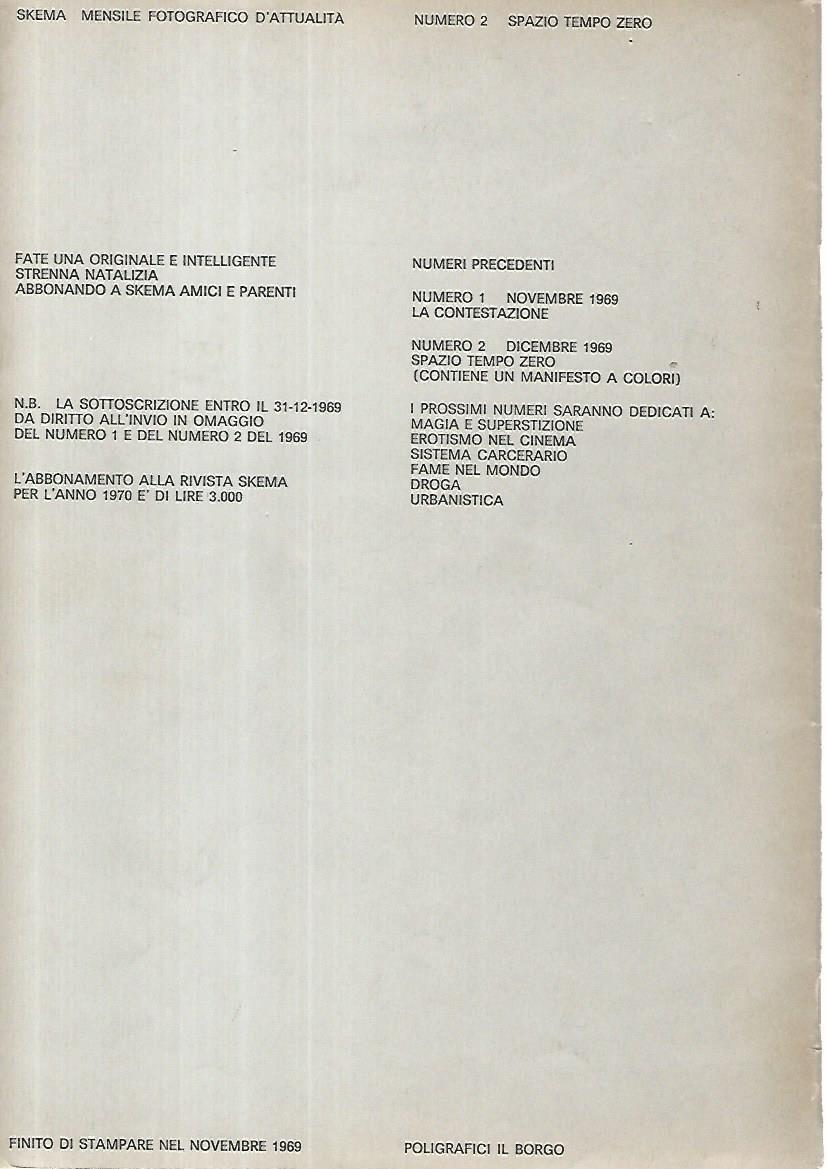 SKEMA MENSILE FOTOGRAFICO D'ATTUALITÀ
NUMERO 2 SPAZIO TEMPO ZERO
FATE UNA ORIGINALE E INTELLIGENTE
STRENNA NATALIZIA
ABBONANDO A SKEMA AMICI E PARENTI
N.B. LA SOTTOSCRIZIONE ENTRO IL 31-12-1969
DA DIRITTO ALL'INVIO IN OMAGGIO
DEL NUMERO 1 E DEL NUMERO 2 DEL 1969
L'ABBONAMENTO ALLA RIVISTA SKEMA
PER L'ANNO 1970 E' DI LIRE 3.000
NUMERI PRECEDENTI
NUMERO 1 NOVEMBRE 1969
LA CONTESTAZIONE
NUMERO 2 DICEMBRE 1969
SPAZIO TEMPO ZERO
(CONTIENE UN MANIFESTO A COLORI)
I PROSSIMI NUMERI SARANNO DEDICATI A:
MAGIA E SUPERSTIZIONE
EROTISMO NEL CINEMA
SISTEMA CARCERARIO
FAME NEL MONDO
DROGA
URBANISTICA
FINITO DI STAMPARE NEL NOVEMBRE 1969
POLIGRAFICI IL BORGO